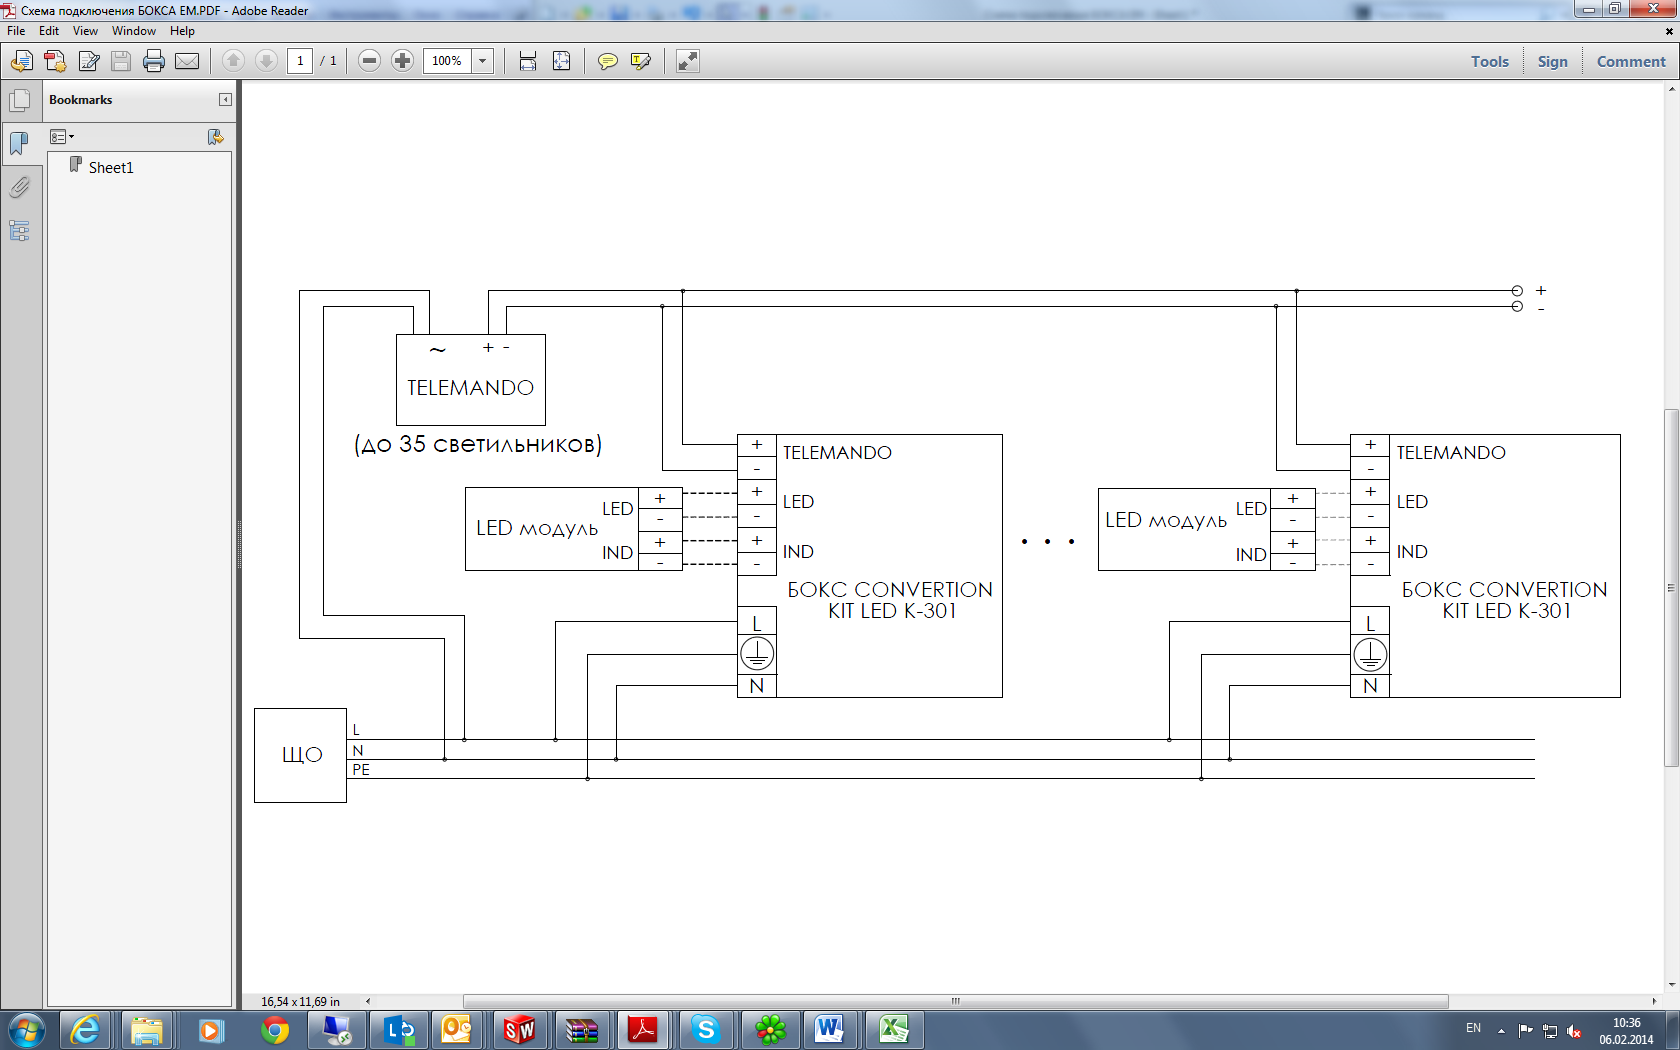 Схема подключения БОКСА EM.PDF - Adobe Reader
File Edit View Window Help
1 / 1 100% Tools Sign Comment
Bookmarks
Sheet1
+
-
~ + -
TELEMANDO
(до 35 светильников)
+ TELEMANDO
-
+ LED
-
+ IND
-
LED + -
LED модуль
IND + -
БОКС CONVERTION
KIT LED K-301
L
N
• • •
+ TELEMANDO
-
+ LED
-
+ IND
-
LED + -
LED модуль
IND + -
БОКС CONVERTION
KIT LED K-301
L
N
ЩО
L
N
PE
16,54 x 11,69 in
EN 10:36
06.02.2014